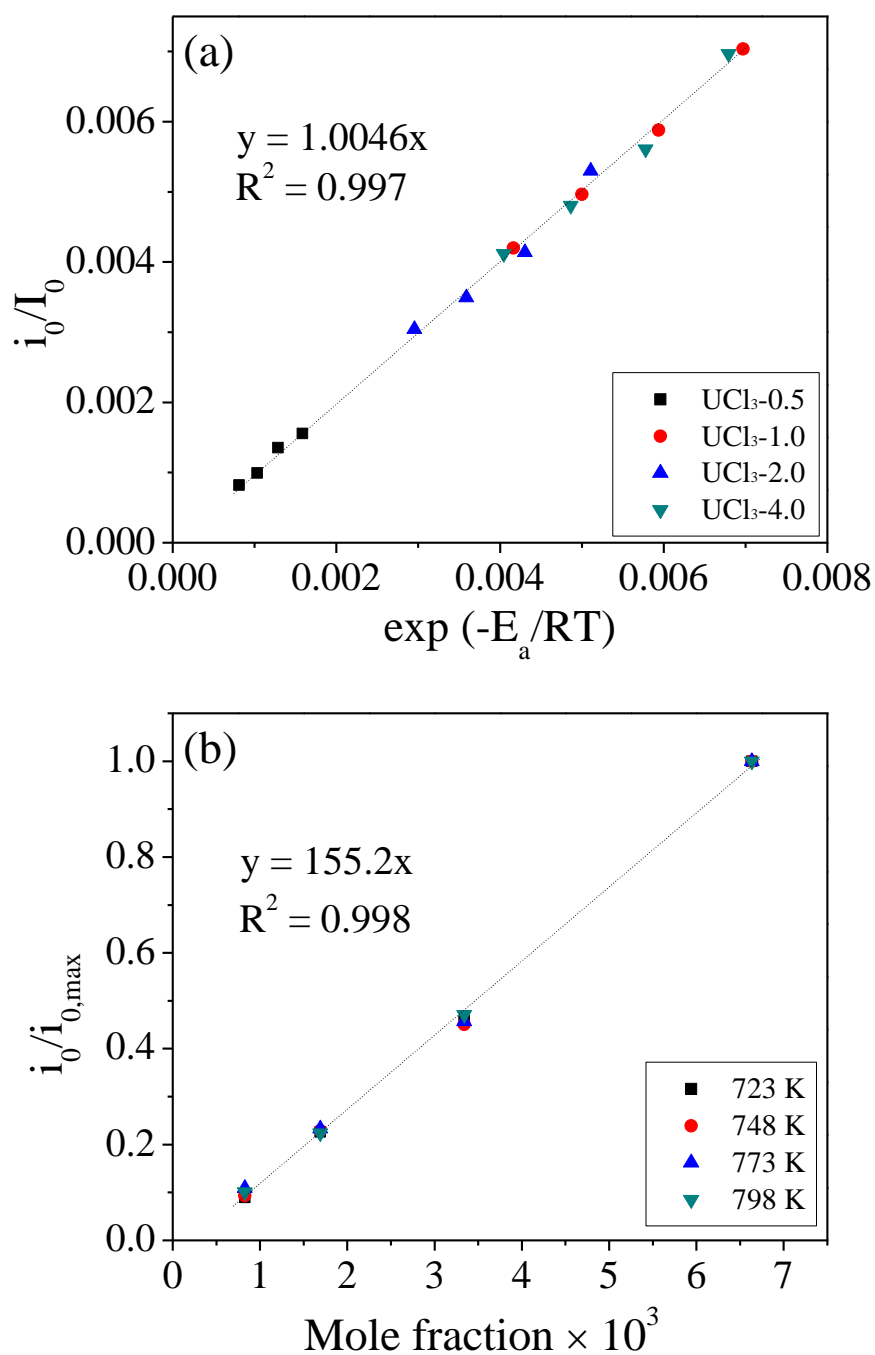 (a)
y = 1.0046x
R² = 0.997
i₀/I₀
0.006
0.004
0.002
0.000
UCl₃-0.5
UCl₃-1.0
UCl₃-2.0
UCl₃-4.0
0.000 0.002 0.004 0.006 0.008
exp (-Eₐ/RT)
(b)
y = 155.2x
R² = 0.998
i₀/i₀,max
1.0
0.8
0.6
0.4
0.2
0.0
723 K
748 K
773 K
798 K
0 1 2 3 4 5 6 7
Mole fraction × 10³